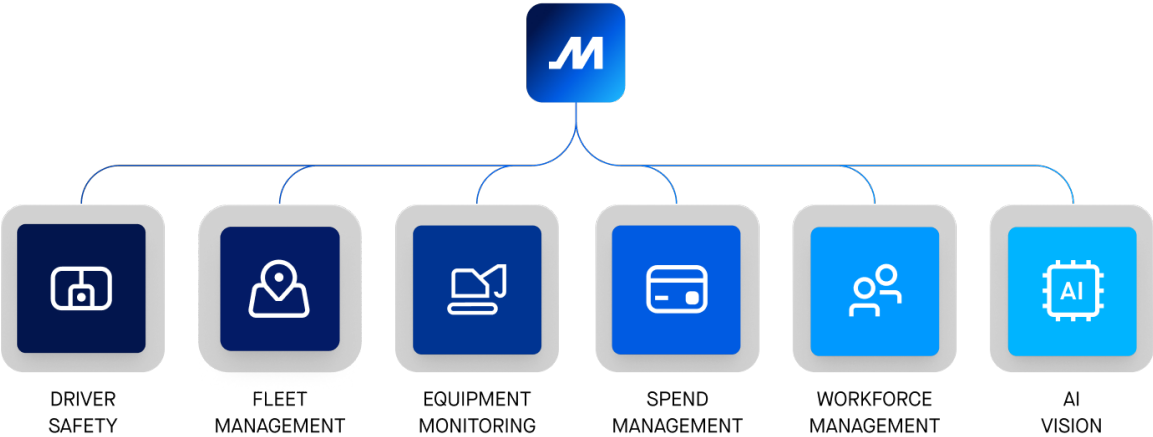 M
DRIVER
SAFETY
FLEET
MANAGEMENT
EQUIPMENT
MONITORING
SPEND
MANAGEMENT
WORKFORCE
MANAGEMENT
AI
AI
VISION